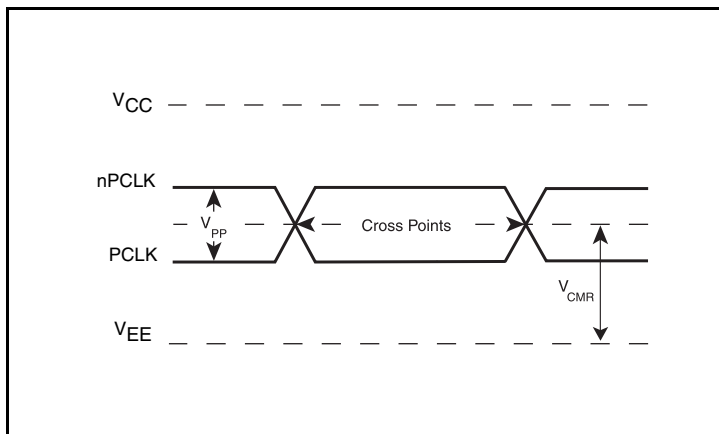 VCC
nPCLK
VPP
Cross Points
PCLK
VCMR
VEE